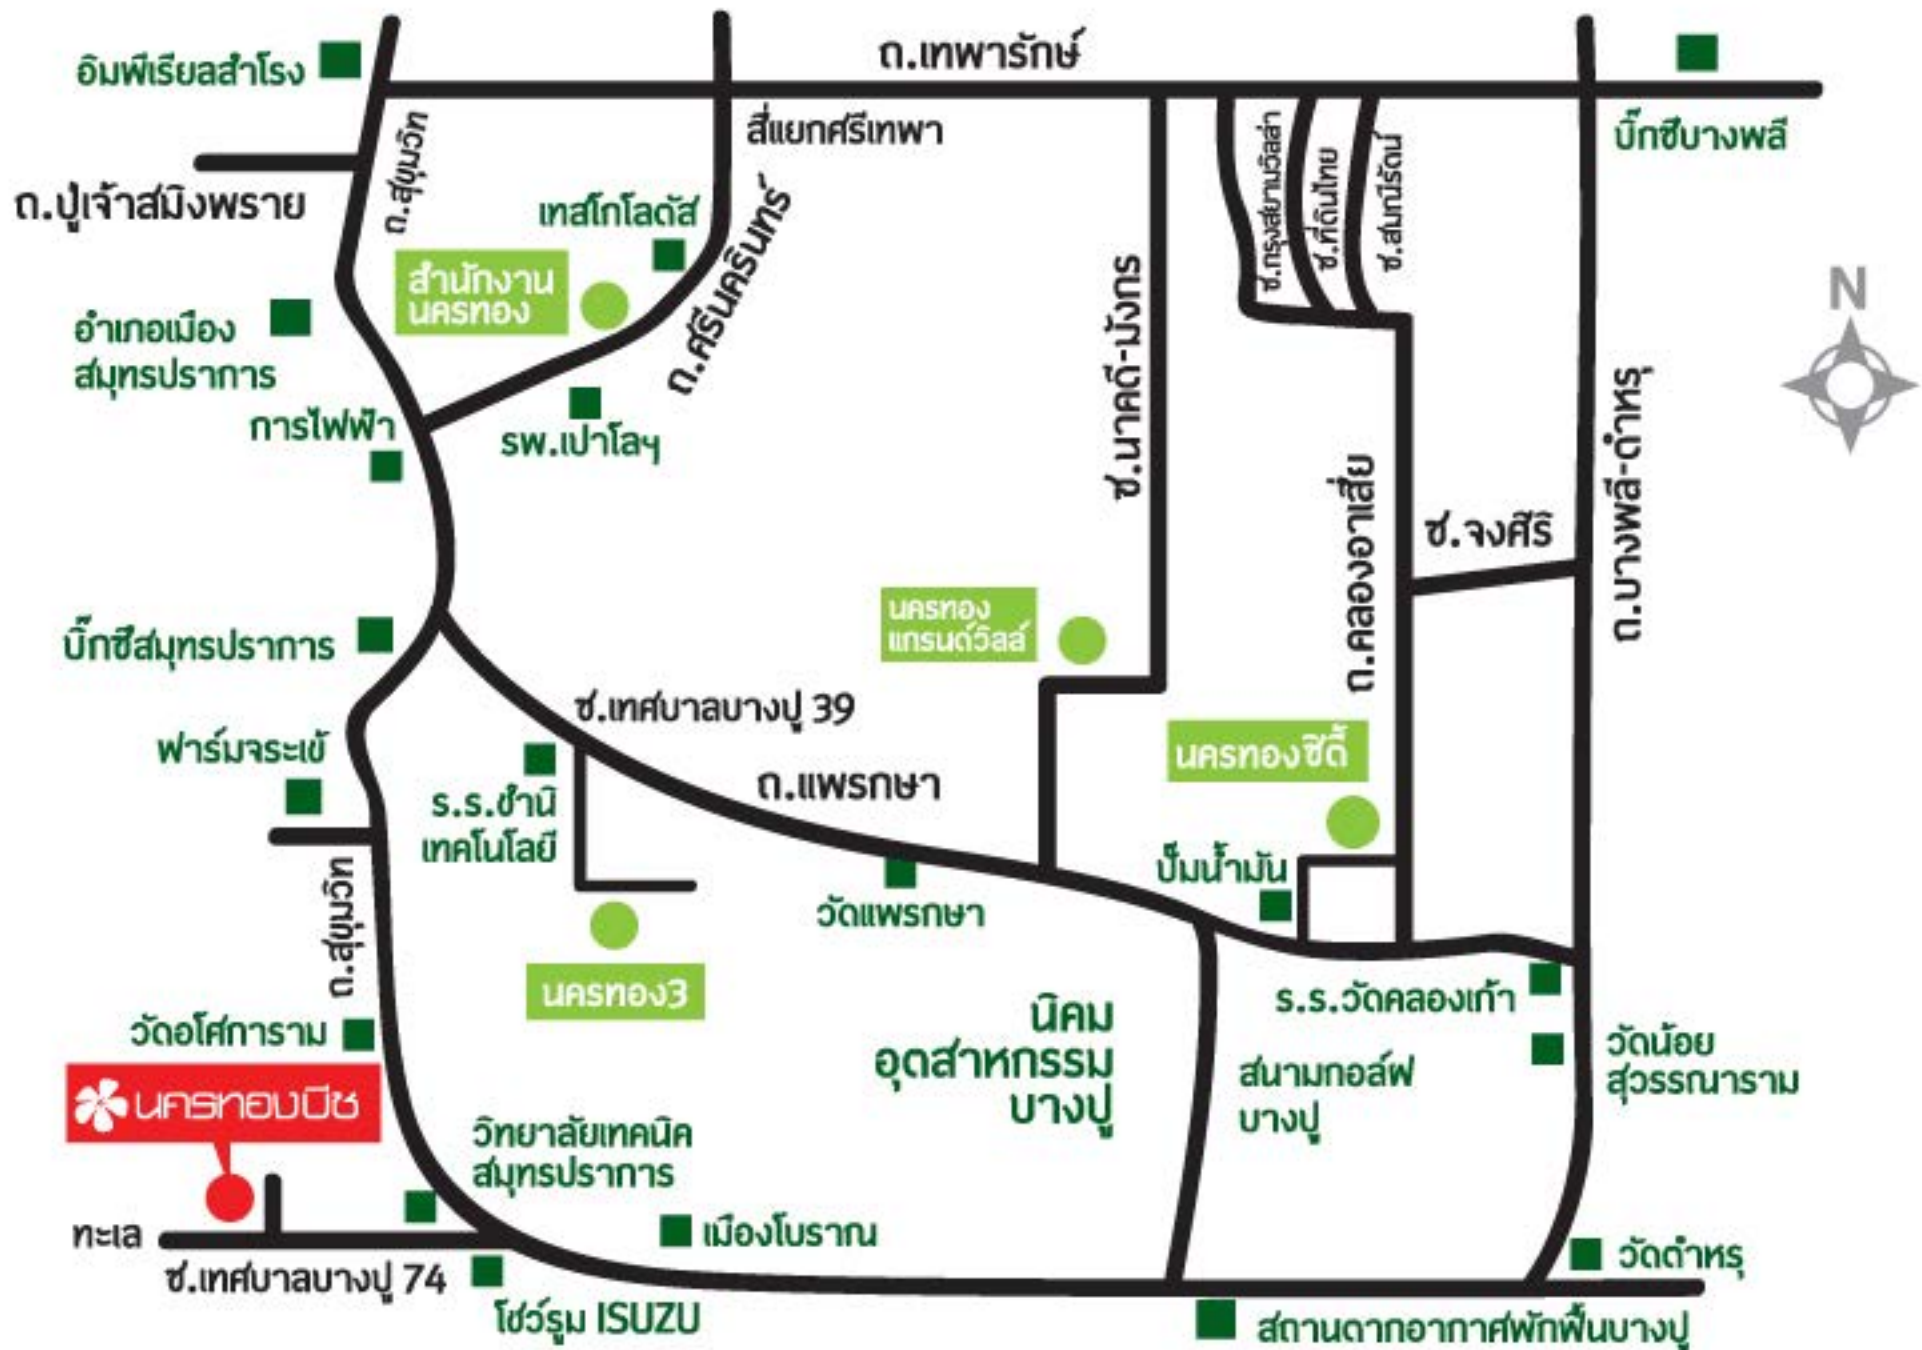 ถ.เทพารักษ์
อิมพีเรียลสำโรง
สี่แยกศรีเทพา
บิ๊กซีบางพลี
ถ.สุขุมวิท
ซ.กรุงสยามวิลล่า
ซ.ที่ดินไทย
ซ.สมณีรัตน์
ถ.ปู่เจ้าสมิงพราย
เทสโกโลตัส
ถ.ศรีนครินทร์
สำนักงาน
นครทอง
N
อำเภอเมือง
สมุทรปราการ
การไฟฟ้า
รพ.เปาโลฯ
ซ.นาคดี-มังกร
ถ.คลองอาเสี่ย
ซ.จงศิริ
ถ.บางพลี-ตำหรุ
บิ๊กซีสมุทรปราการ
นครทอง
แกรนด์วิลล์
ซ.เทศบาลบางปู 39
ฟาร์มจระเข้
นครทองซิตี้
ถ.แพรกษา
ร.ร.ชำนิ
เทคโนโลยี
ปั๊มน้ำมัน
วัดแพรกษา
ถ.สุขุมวิท
นครทอง3
ร.ร.วัดคลองเก้า
วัดอโศการาม
นิคม
อุตสาหกรรม
บางปู
สนามกอล์ฟ
บางปู
วัดน้อย
สุวรรณาราม
นครทองบีช
วิทยาลัยเทคนิค
สมุทรปราการ
ทะเล
เมืองโบราณ
วัดตำหรุ
ซ.เทศบาลบางปู 74
โชว์รูม ISUZU
สถานตากอากาศพักฟื้นบางปู